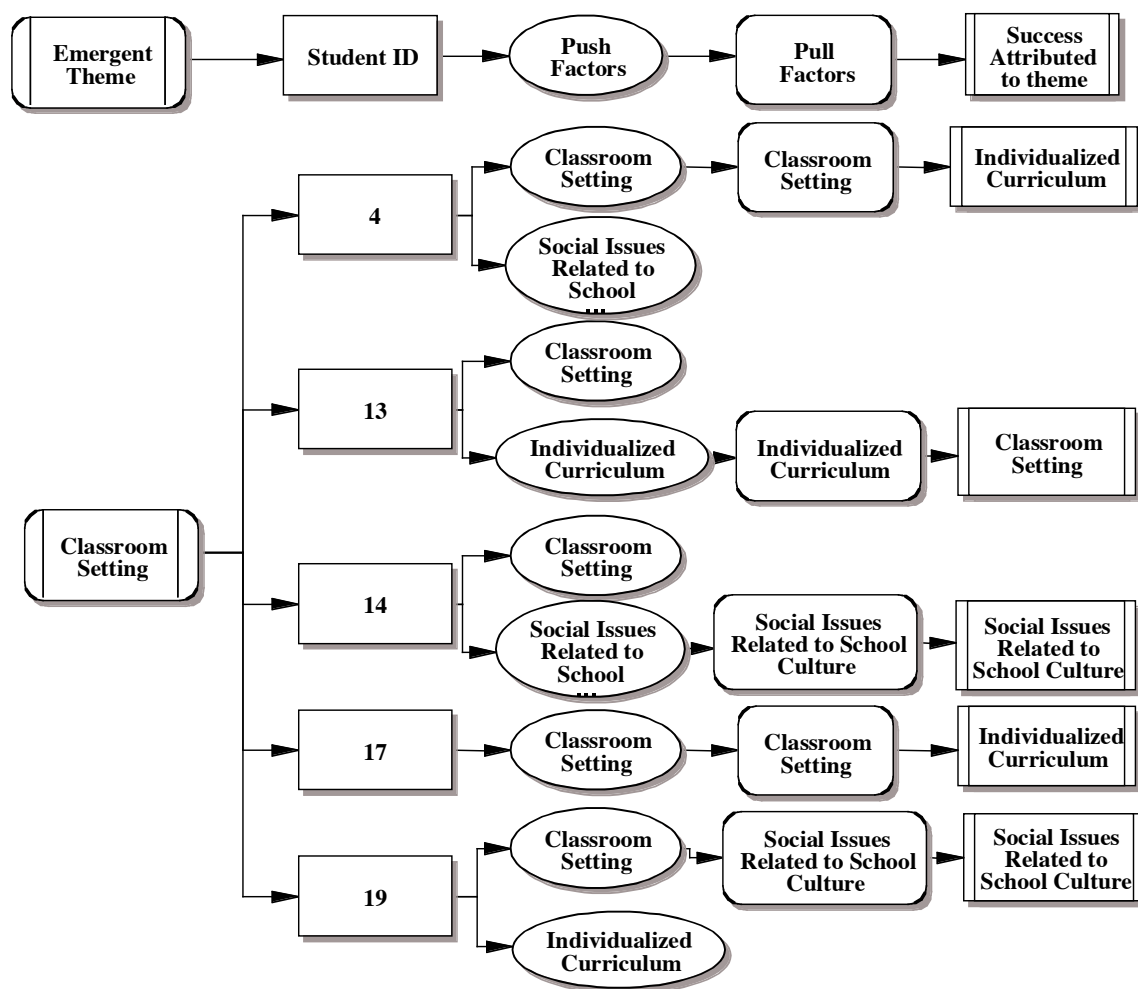 Emergent
Theme
Student ID
Push
Factors
Pull
Factors
Success
Attributed
to theme
Classroom
Setting
4
Classroom
Setting
Classroom
Setting
Individualized
Curriculum
Social Issues
Related to
School
...
13
Classroom
Setting
Individualized
Curriculum
Individualized
Curriculum
Classroom
Setting
14
Classroom
Setting
Social Issues
Related to
School
...
Social Issues
Related to School
Culture
Social Issues
Related to
School Culture
17
Classroom
Setting
Classroom
Setting
Individualized
Curriculum
19
Classroom
Setting
Social Issues
Related to School
Culture
Social Issues
Related to
School Culture
Individualized
Curriculum